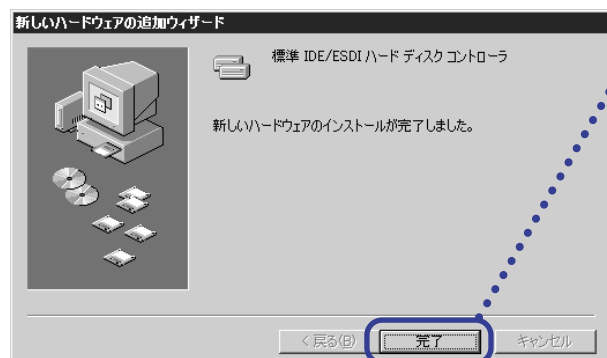 新しいハードウェアの追加ウィザード
標準 IDE/ESDI ハード ディスク コントローラ
新しいハードウェアのインストールが完了しました。
< 戻る(B)
完了
キャンセル